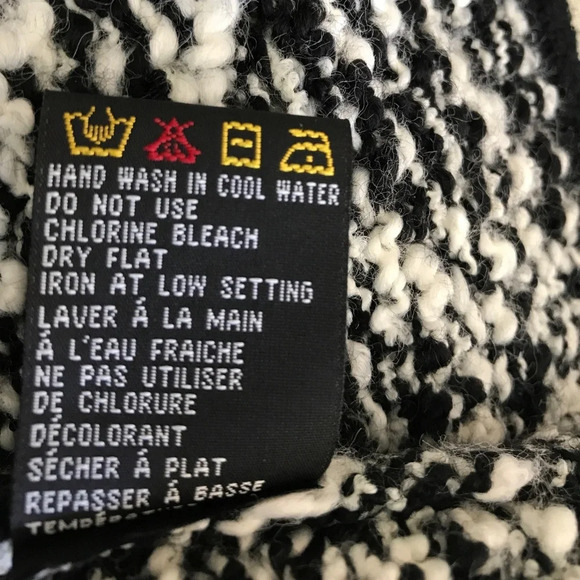 HAND WASH IN COOL WATER
DO NOT USE
CHLORINE BLEACH
DRY FLAT
IRON AT LOW SETTING
LAVER Á LA MAIN
Á L'EAU FRAICHE
NE PAS UTILISER
DE CHLORURE
DÉCOLORANT
SÉCHER Á PLAT
REPASSER Á BASSE